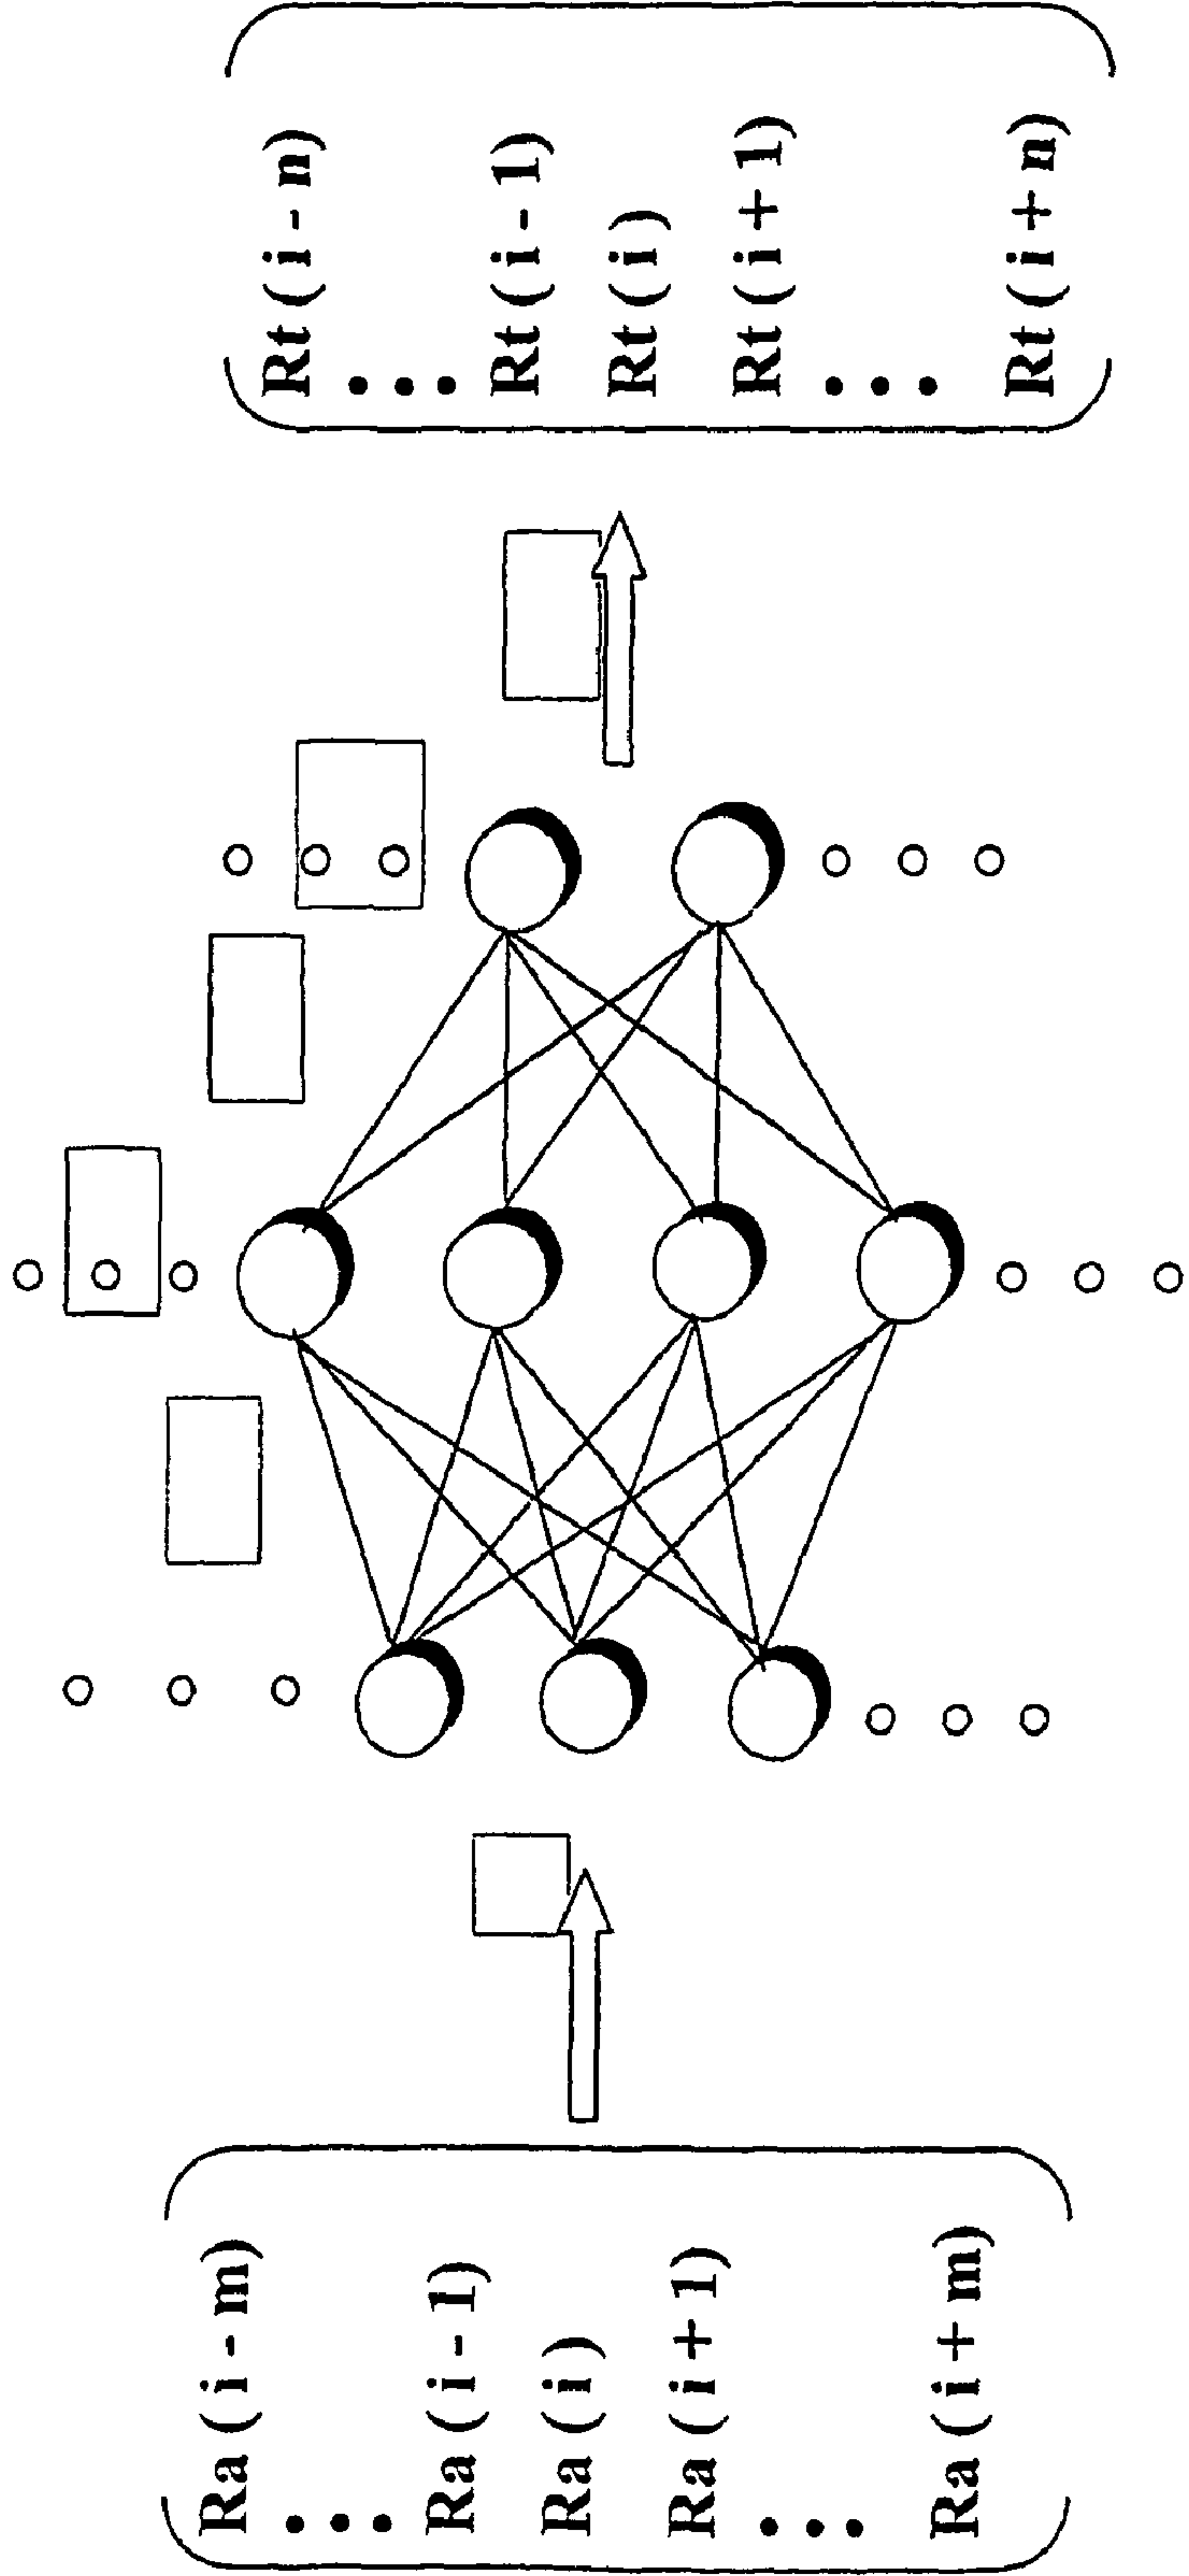 Ra ( i - m )
• • •
Ra ( i - 1 )
Ra ( i )
Ra ( i + 1 )
• • •
Ra ( i + m )
Rt ( i - n )
• • •
Rt ( i - 1 )
Rt ( i )
Rt ( i + 1 )
• • •
Rt ( i + n )